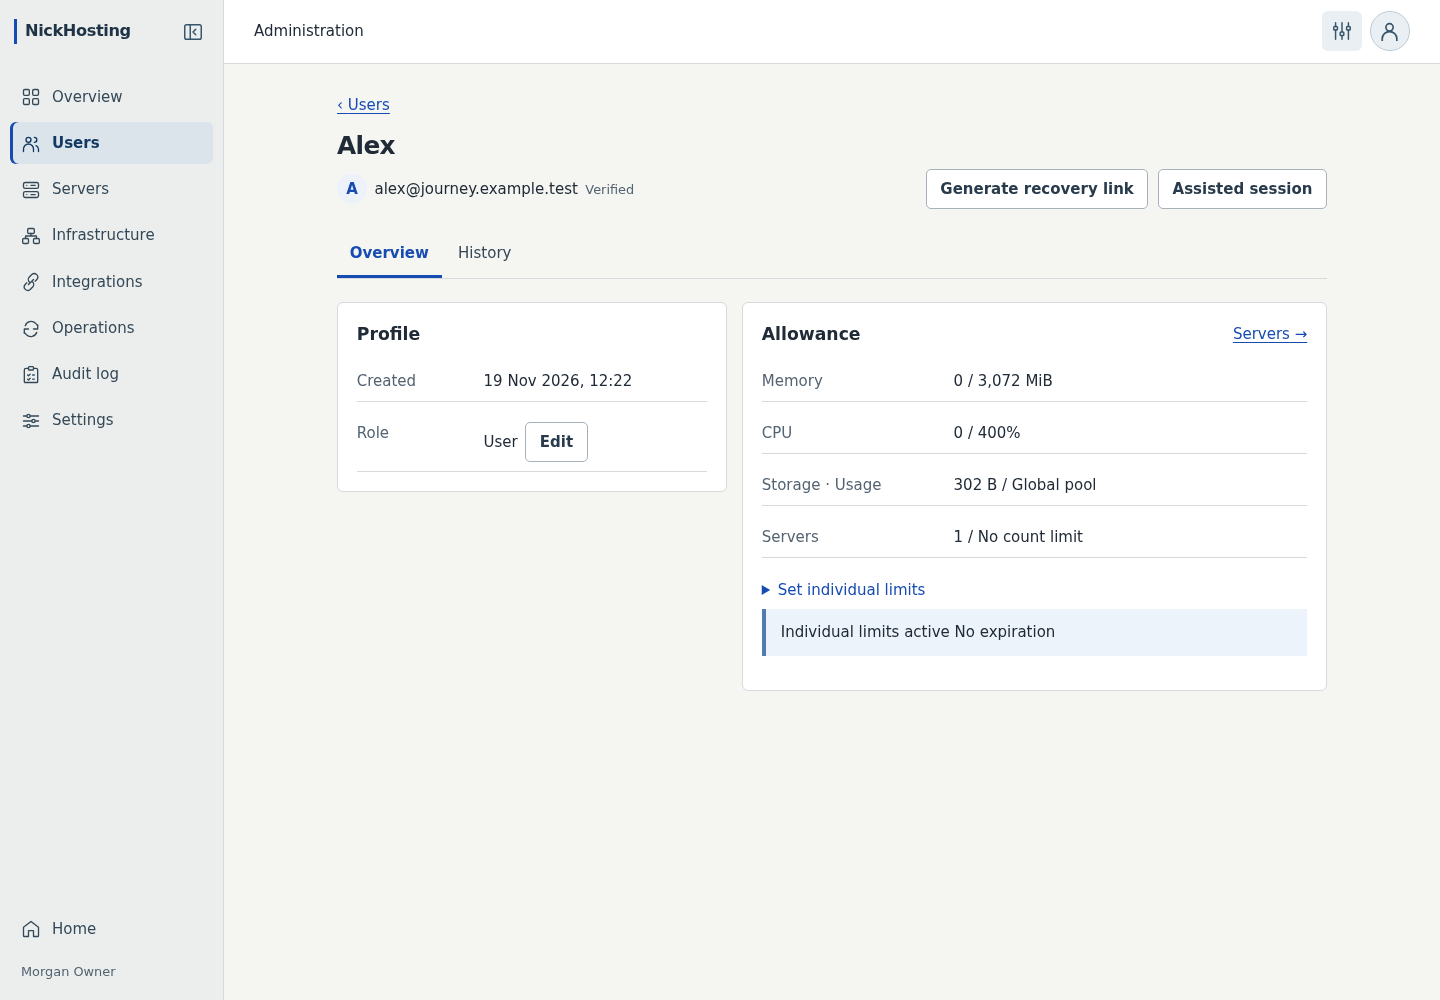 NickHosting
Administration
Overview
Users
Servers
Infrastructure
Integrations
Operations
Audit log
Settings
Home
Morgan Owner
‹ Users
Alex
A alex@journey.example.test Verified
Generate recovery link Assisted session
Overview History
Profile
Created 19 Nov 2026, 12:22
Role User Edit
Allowance Servers →
Memory 0 / 3,072 MiB
CPU 0 / 400%
Storage · Usage 302 B / Global pool
Servers 1 / No count limit
▶ Set individual limits
Individual limits active No expiration